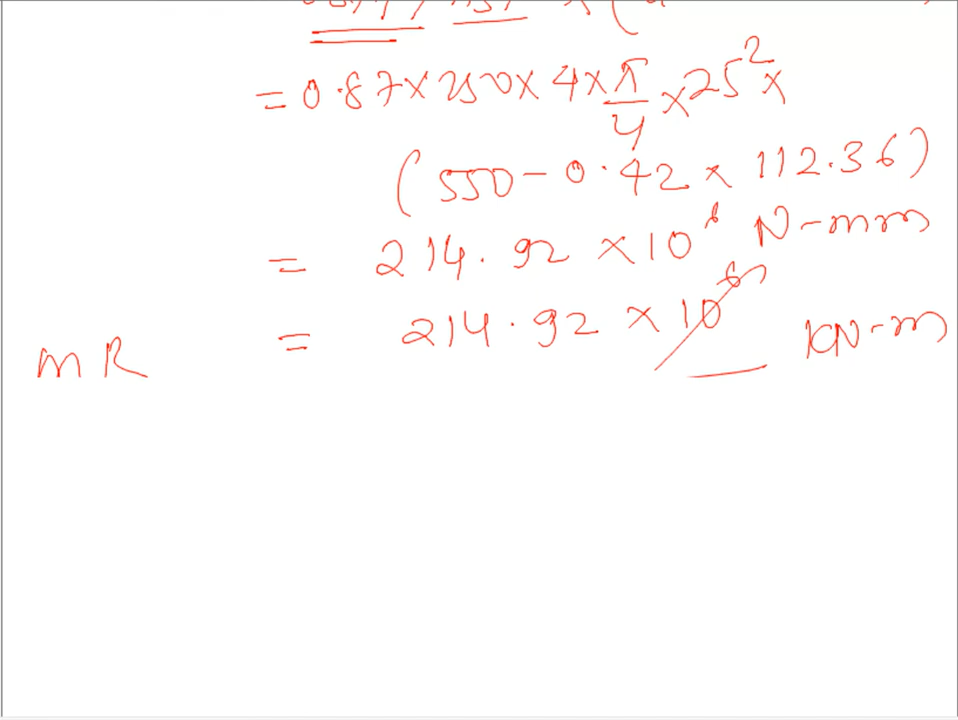 = 0.87 × 250 × 4 × π/4 × 25² ×
(550 - 0.42 × 112.36)
= 214.92 × 10⁶ N-mm
= 214.92 × 10⁶ KN-m
MR